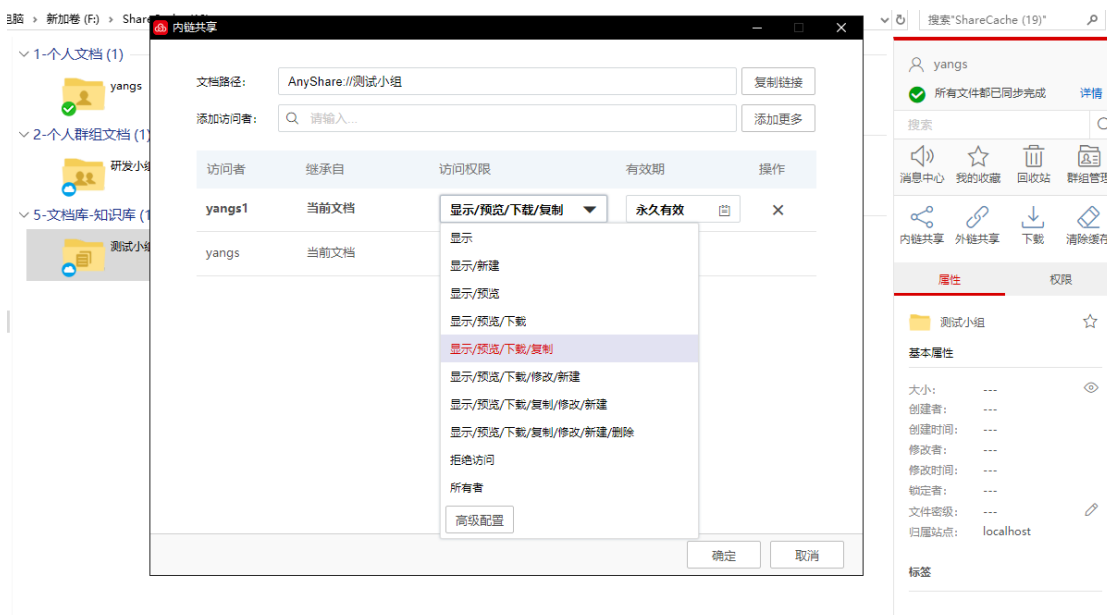 新加卷 (F:) › Share
内链共享
搜索"ShareCache (19)"
1-个人文档 (1)
yangs
2-个人群组文档 (1)
研发小组
5-文档库-知识库 (1
测试小组
文档路径:
AnyShare://测试小组
复制链接
添加访问者:
请输入...
添加更多
访问者 继承自 访问权限 有效期 操作
yangs1 当前文档 显示/预览/下载/复制 永久有效
yangs 当前文档
显示
显示/新建
显示/预览
显示/预览/下载
显示/预览/下载/复制
显示/预览/下载/修改/新建
显示/预览/下载/复制/修改/新建
显示/预览/下载/复制/修改/新建/删除
拒绝访问
所有者
高级配置
确定 取消
yangs
所有文件都已同步完成 详情
搜索
消息中心 我的收藏 回收站 群组管理
内链共享 外链共享 下载 清除缓存
属性 权限
测试小组
基本属性
大小: ---
创建者: ---
创建时间: ---
修改者: ---
修改时间: ---
锁定者: ---
文件密级: ---
归属站点: localhost
标签